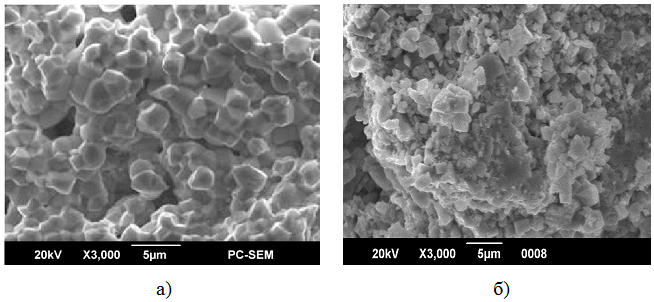 20kV X3,000 5µm PC-SEM
20kV X3,000 5µm 0008
а) б)